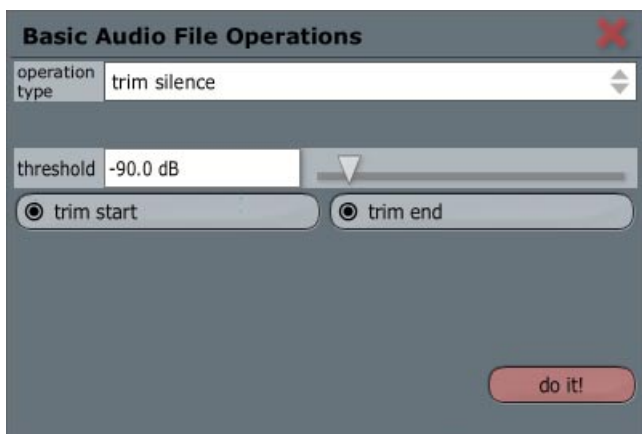 Basic Audio File Operations
operation
type
trim silence
threshold
-90.0 dB
trim start
trim end
do it!